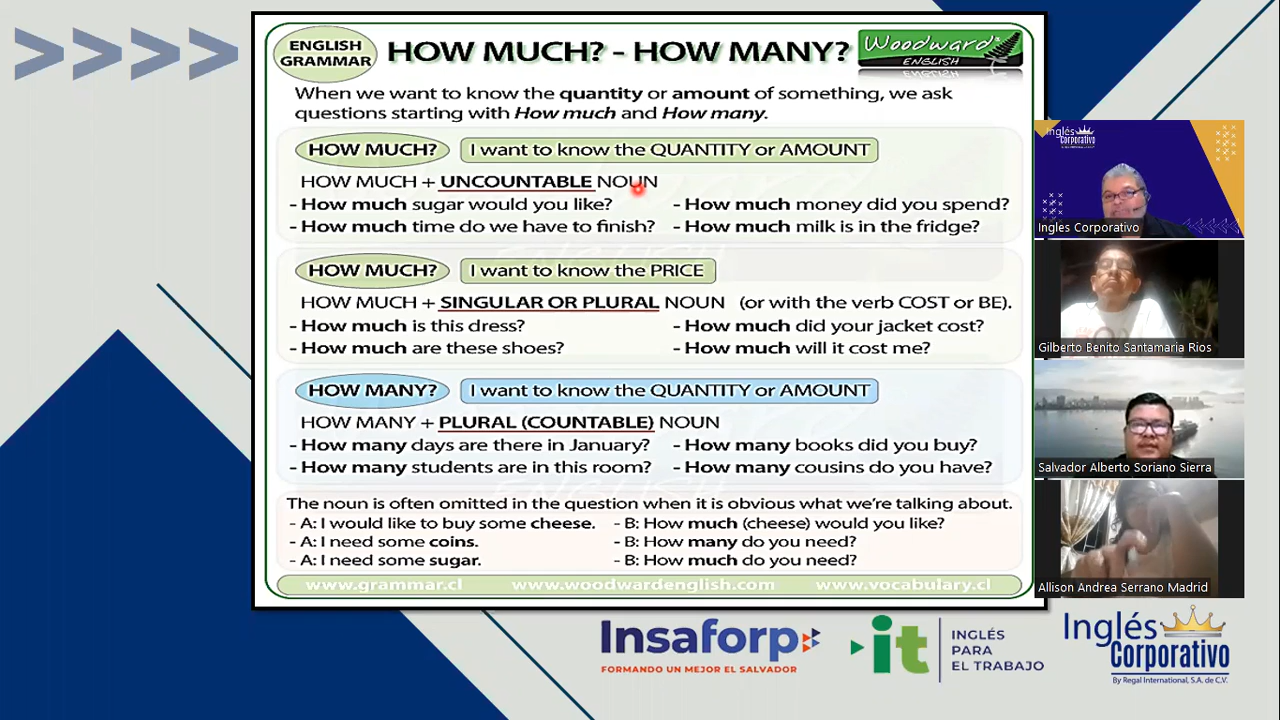 >>>>
ENGLISH
GRAMMAR
HOW MUCH? - HOW MANY?
Woodward
ENGLISH
When we want to know the quantity or amount of something, we ask
questions starting with How much and How many.
HOW MUCH? I want to know the QUANTITY or AMOUNT
HOW MUCH + UNCOUNTABLE NOUN
- How much sugar would you like? - How much money did you spend?
- How much time do we have to finish? - How much milk is in the fridge?
HOW MUCH? I want to know the PRICE
HOW MUCH + SINGULAR OR PLURAL NOUN (or with the verb COST or BE).
- How much is this dress? - How much did your jacket cost?
- How much are these shoes? - How much will it cost me?
HOW MANY? I want to know the QUANTITY or AMOUNT
HOW MANY + PLURAL (COUNTABLE) NOUN
- How many days are there in January? - How many books did you buy?
- How many students are in this room? - How many cousins do you have?
The noun is often omitted in the question when it is obvious what we're talking about.
- A: I would like to buy some cheese. - B: How much (cheese) would you like?
- A: I need some coins. - B: How many do you need?
- A: I need some sugar. - B: How much do you need?
www.grammar.cl www.woodwardenglish.com www.vocabulary.cl
Inglés
Corporativo
Ingles Corporativo
Gilberto Benito Santamaria Rios
Salvador Alberto Soriano Sierra
Allison Andrea Serrano Madrid
Insaforp
FORMANDO UN MEJOR EL SALVADOR
it
INGLÉS
PARA
EL TRABAJO
Inglés
Corporativo
By Regal International, S.A. de C.V.